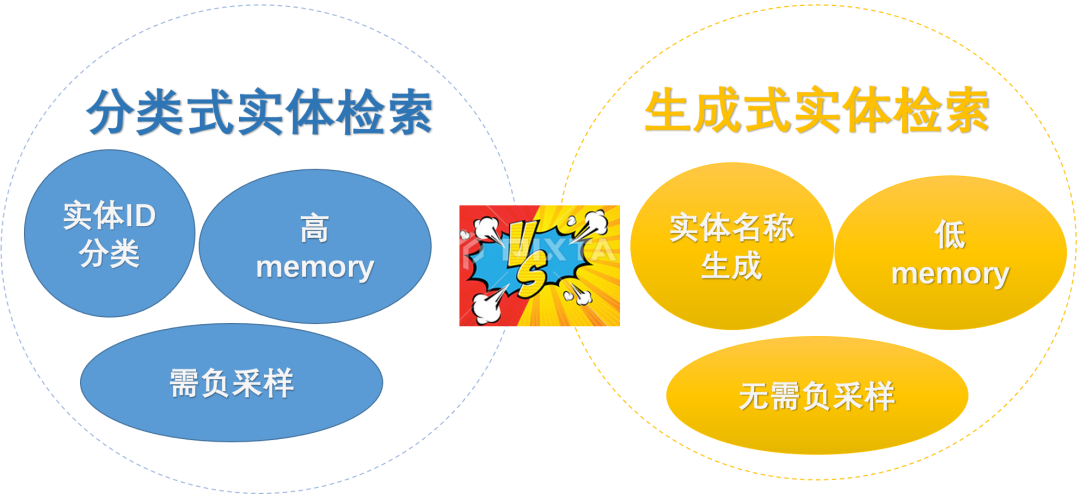 分类式实体检索
实体ID
分类
高
memory
需负采样
VS
PIXTA
生成式实体检索
实体名称
生成
低
memory
无需负采样